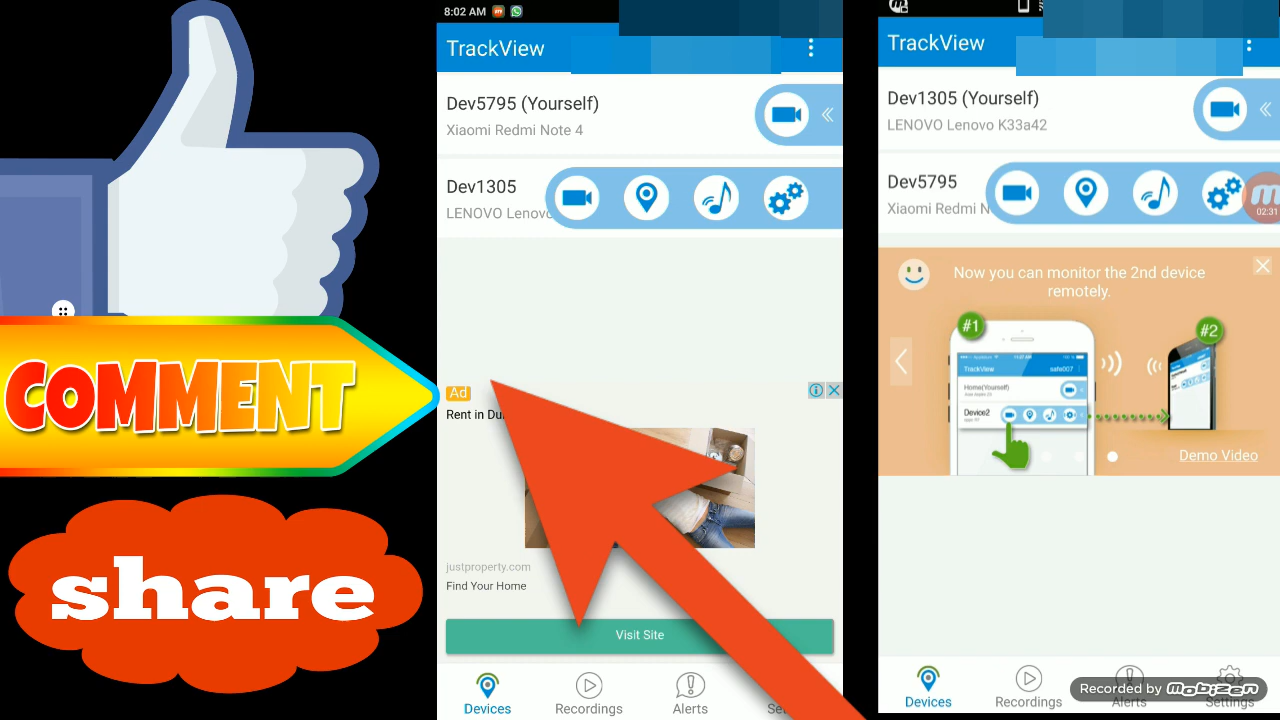 COMMENT
share
8:02 AM
TrackView
Dev5795 (Yourself)
Xiaomi Redmi Note 4
Dev1305
LENOVO Lenovo
Ad
Rent in
justproperty.com
Find Your Home
Visit Site
Devices
Recordings
Alerts
TrackView
Dev1305 (Yourself)
LENOVO Lenovo K33a42
Dev5795
Xiaomi Redmi N
02:31
Now you can monitor the 2nd device
remotely.
#1
#2
TrackView
safe007
Home(Yourself)
Device2
Demo Video
Devices
Recordings
Alerts
Settings
Recorded by Mobizen